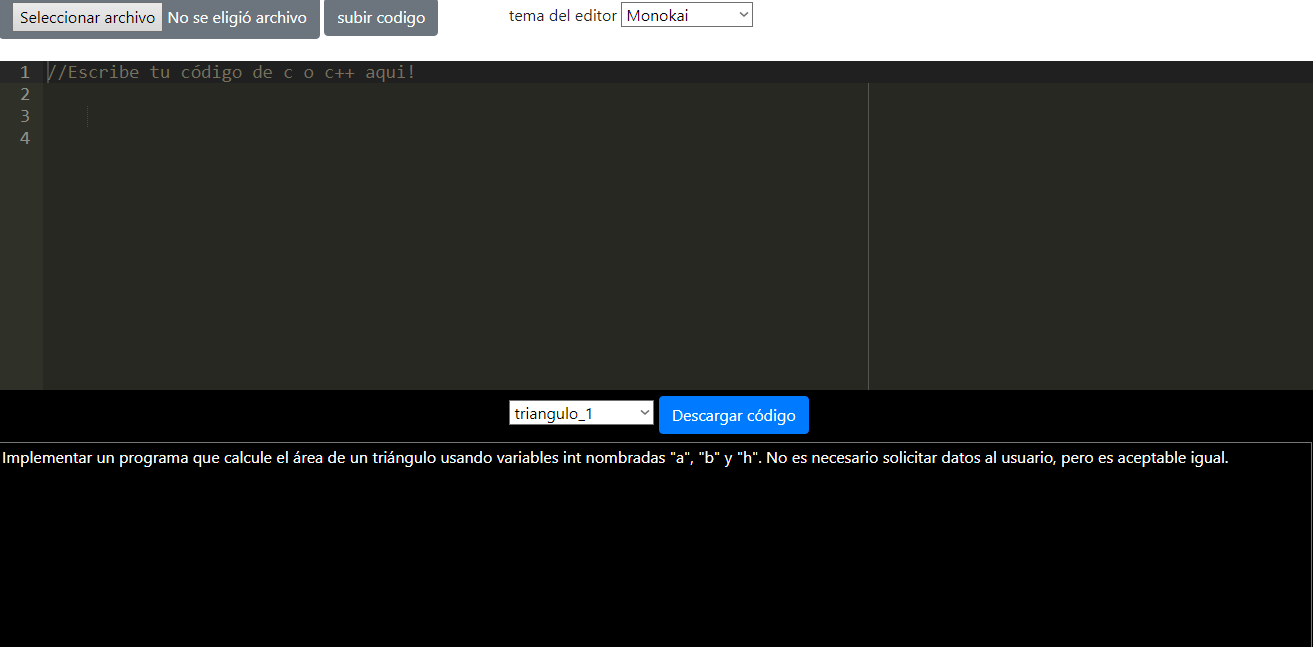 Seleccionar archivo No se eligió archivo subir codigo tema del editor Monokai
1 //Escribe tu código de c o c++ aqui!
2
3
4
triangulo_1 Descargar código
Implementar un programa que calcule el área de un triángulo usando variables int nombradas "a", "b" y "h". No es necesario solicitar datos al usuario, pero es aceptable igual.